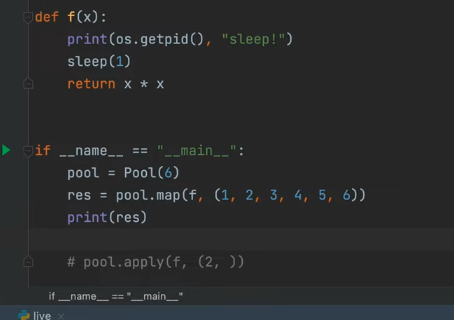 def f(x):
    print(os.getpid(), "sleep!")
    sleep(1)
    return x * x
if __name__ == "__main__":
    pool = Pool(6)
    res = pool.map(f, (1, 2, 3, 4, 5, 6))
    print(res)
    # pool.apply(f, (2, ))
if __name__ == "__main__"
live